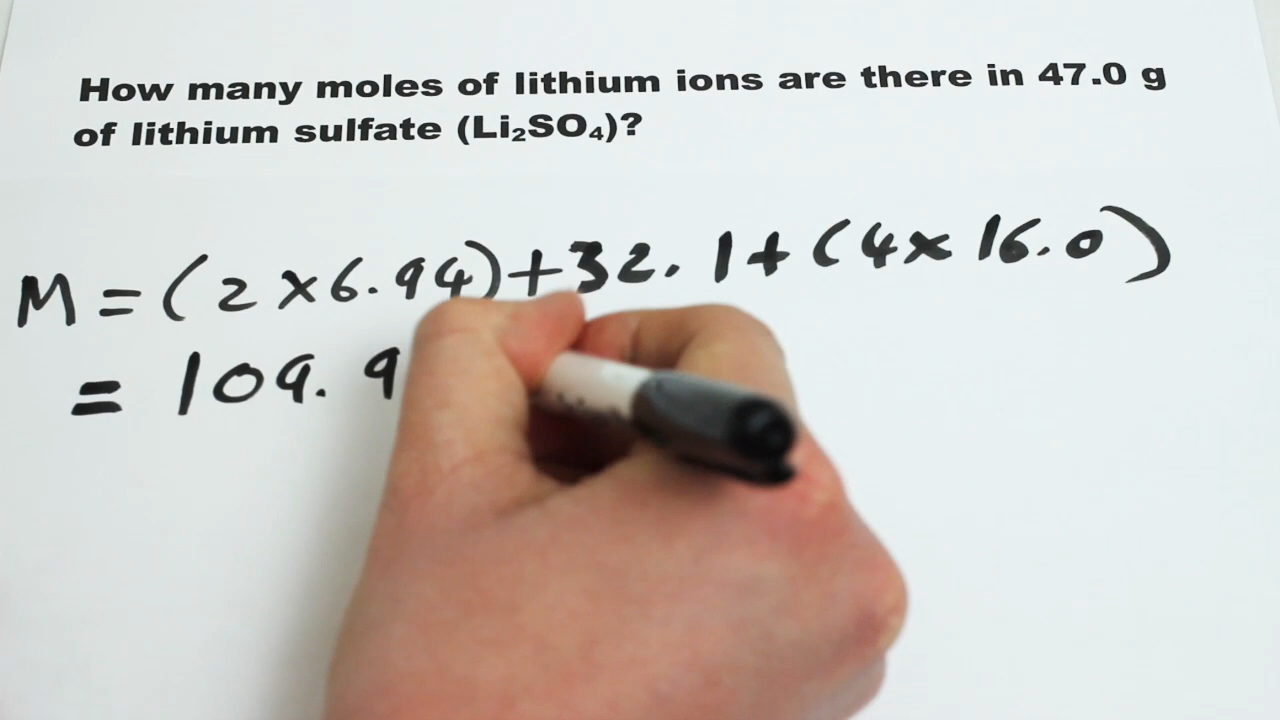 How many moles of lithium ions are there in 47.0 g
of lithium sulfate (Li₂SO₄)?
M = (2 × 6.94) + 32.1 + (4 × 16.0)
= 109.9